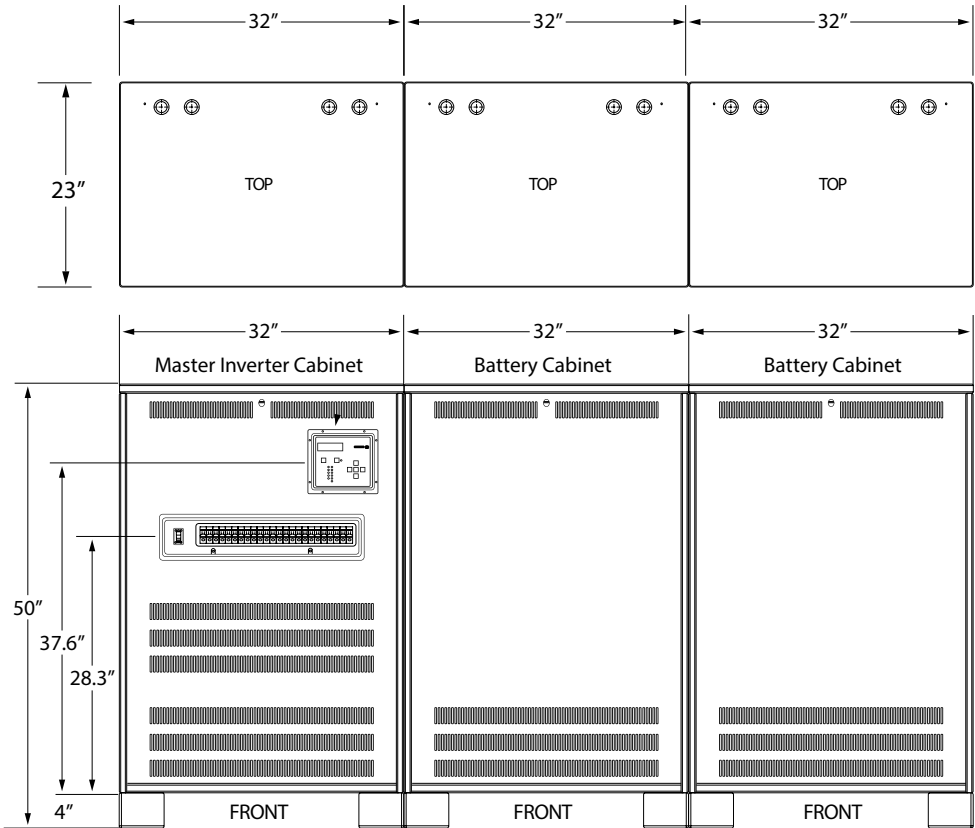 32” 32” 32”
23”
TOP TOP TOP
32” 32” 32”
Master Inverter Cabinet Battery Cabinet Battery Cabinet
50”
37.6”
28.3”
4”
FRONT FRONT FRONT